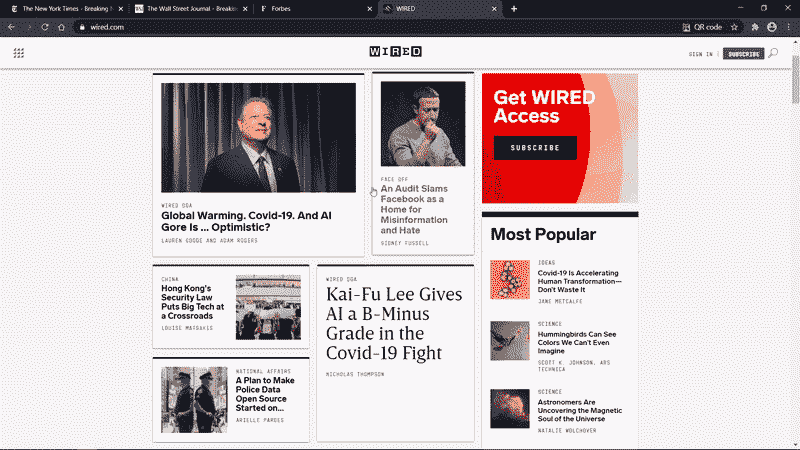 The New York Times - Breaking N
The Wall Street Journal - Breakin
Forbes
WIRED
wired.com
QR code
WIRED
SIGN IN
SUBSCRIBE
WIRED Q&A
Global Warming. Covid-19. And Al
Gore Is ... Optimistic?
LAUREN GOODE AND ADAM ROGERS
FACE OFF
An Audit Slams
Facebook as a
Home for
Misinformation
and Hate
SIDNEY FUSSELL
Get WIRED
Access
SUBSCRIBE
CHINA
Hong Kong's
Security Law
Puts Big Tech at
a Crossroads
LOUISE MATSAKIS
NATIONAL AFFAIRS
A Plan to Make
Police Data
Open Source
Started on...
ARIELLE PARDES
WIRED Q&A
Kai-Fu Lee Gives
AI a B-Minus
Grade in the
Covid-19 Fight
NICHOLAS THOMPSON
Most Popular
IDEAS
Covid-19 Is Accelerating
Human Transformation—
Don't Waste It
JANE METCALFE
SCIENCE
Hummingbirds Can See
Colors We Can't Even
Imagine
SCOTT K. JOHNSON, ARS
TECHNICA
SCIENCE
Astronomers Are
Uncovering the Magnetic
Soul of the Universe
NATALIE WOLCHOVER